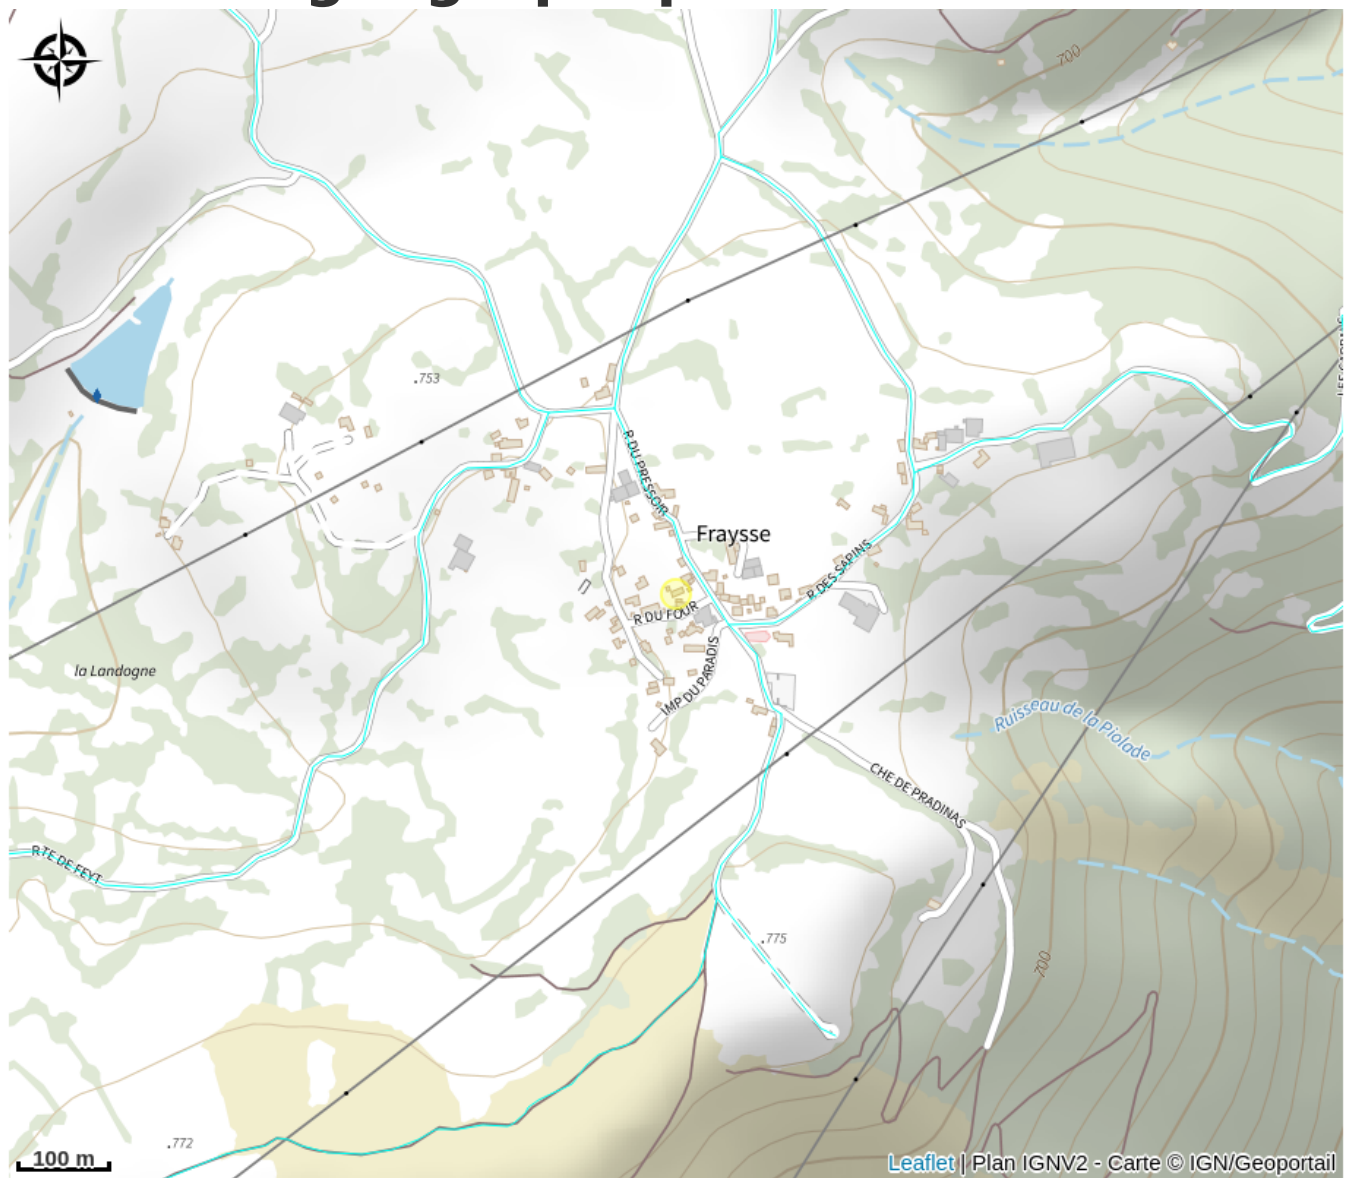 700
.753
R DU PRESSOIR
Fraysse
R DES SAPINS
R DU FOUR
IMP DU PARADIS
la Landogne
Ruisseau de la Piolade
CHE DE PRADINAS
RTE DE FEYT
.775
700
.772
100 m
Leaflet | Plan IGNV2 - Carte © IGN/Geoportail